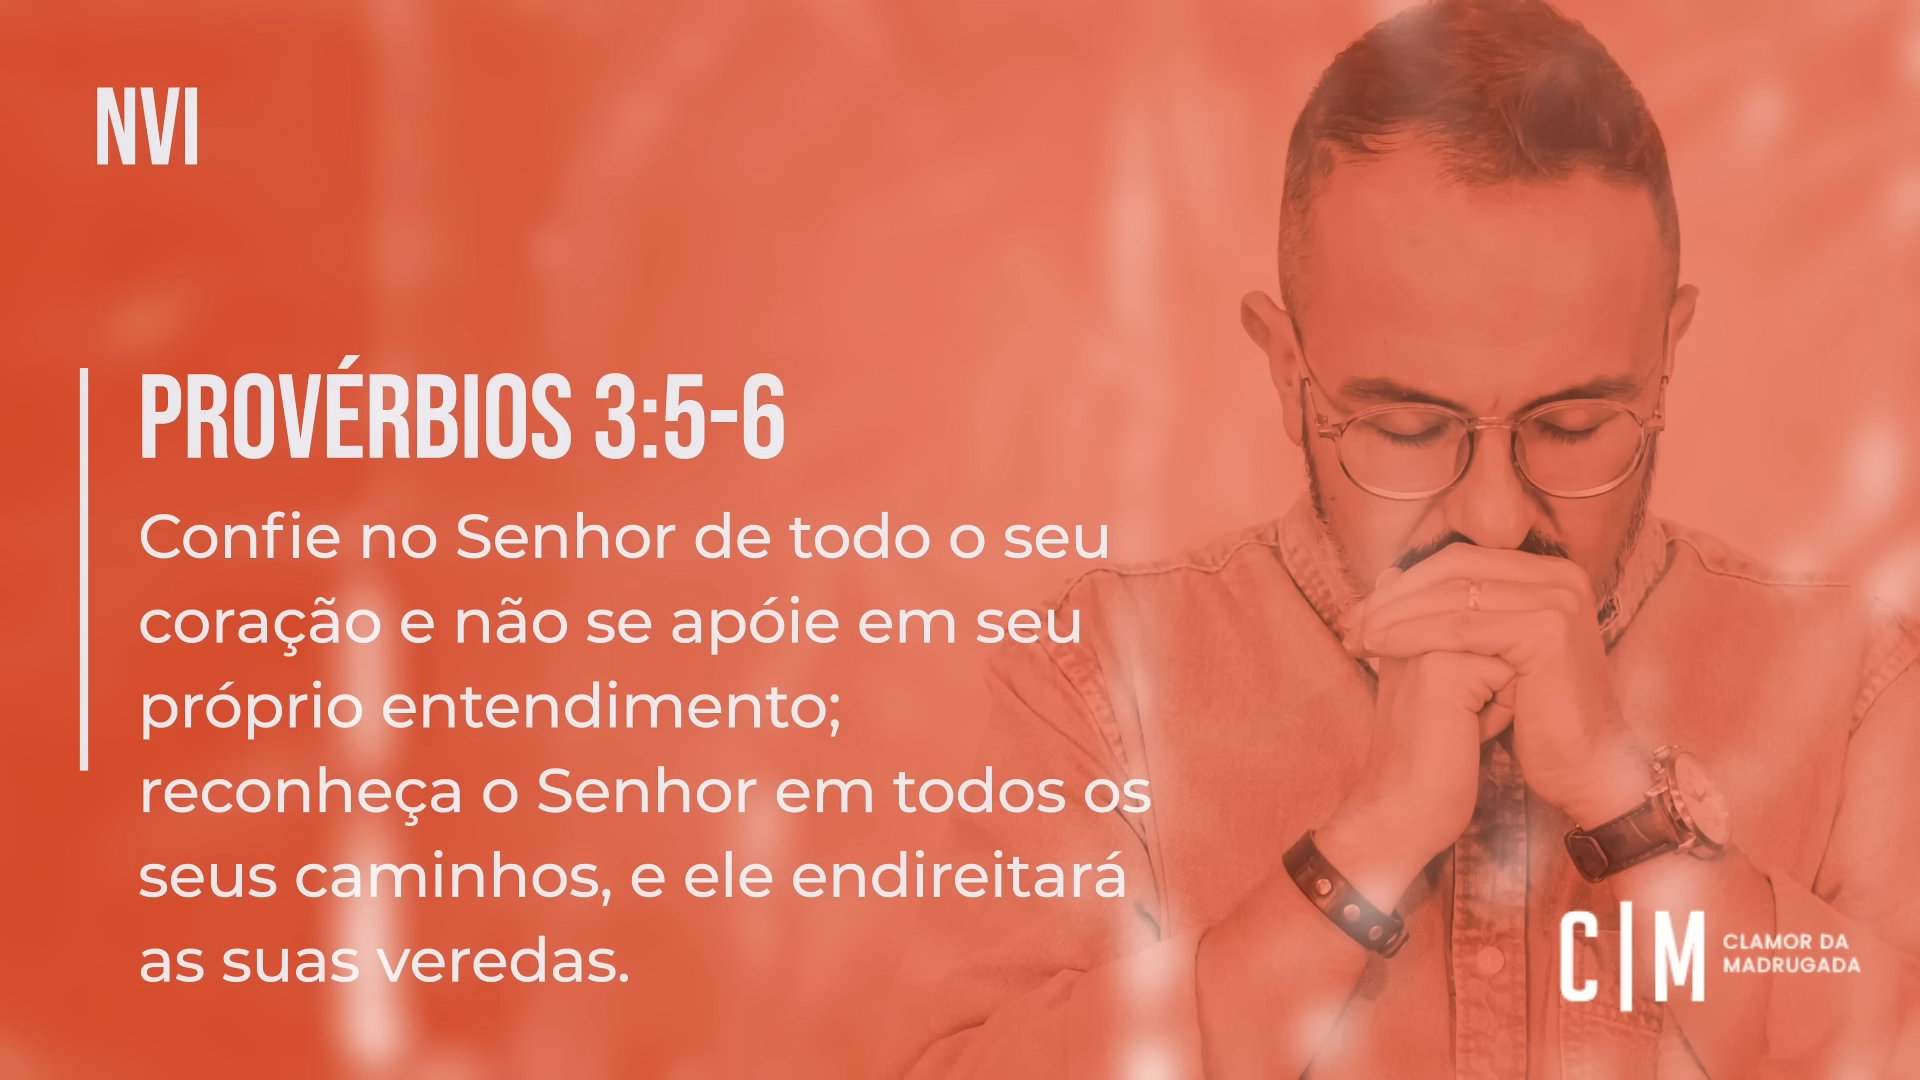 NVI
PROVÉRBIOS 3:5-6
Confie no Senhor de todo o seu
coração e não se apóie em seu
próprio entendimento;
reconheça o Senhor em todos os
seus caminhos, e ele endireitará
as suas veredas.
C|M
CLAMOR DA
MADRUGADA